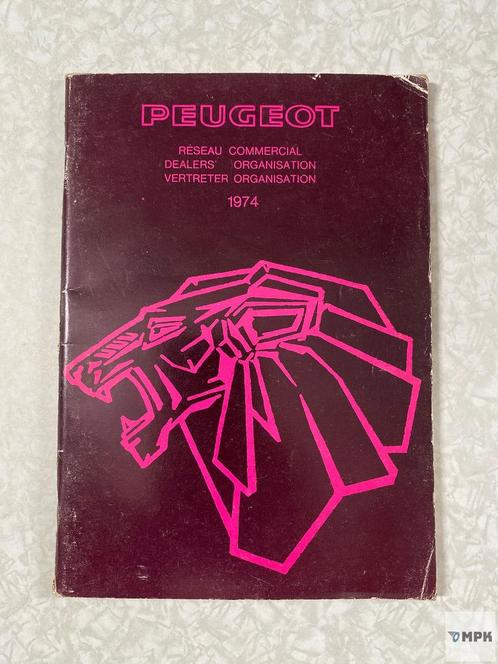 PEUGEOT
RÉSEAU COMMERCIAL
DEALERS' ORGANISATION
VERTRETER ORGANISATION
1974
MPK